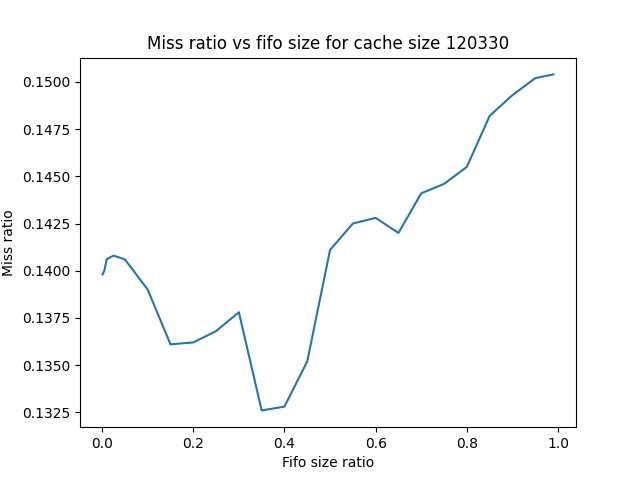 Miss ratio vs fifo size for cache size 120330
0.1500
0.1475
0.1450
0.1425
0.1400
0.1375
0.1350
0.1325
Miss ratio
0.0 0.2 0.4 0.6 0.8 1.0
Fifo size ratio